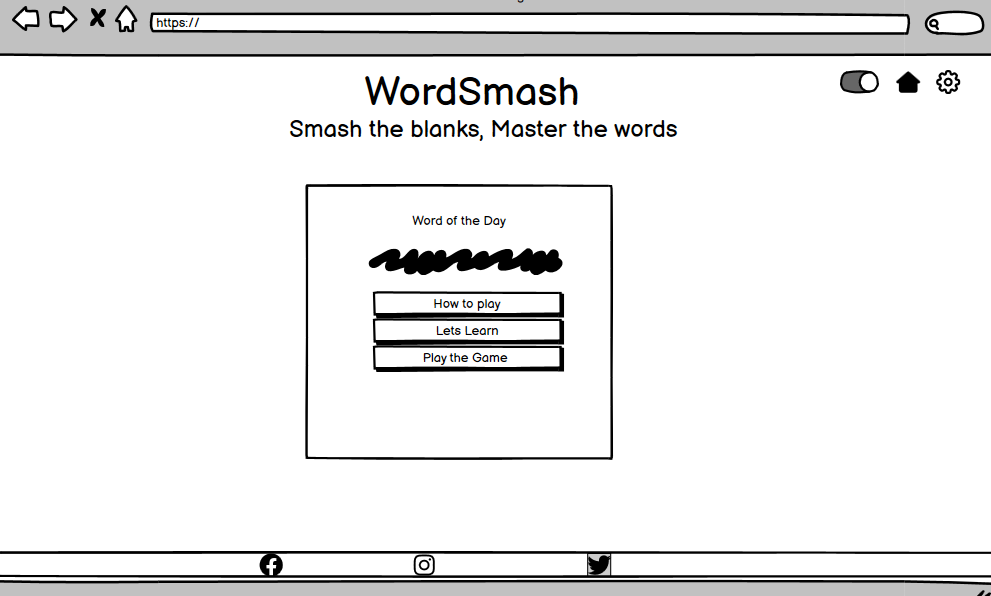 https://
WordSmash
Smash the blanks, Master the words
Word of the Day
How to play
Lets Learn
Play the Game